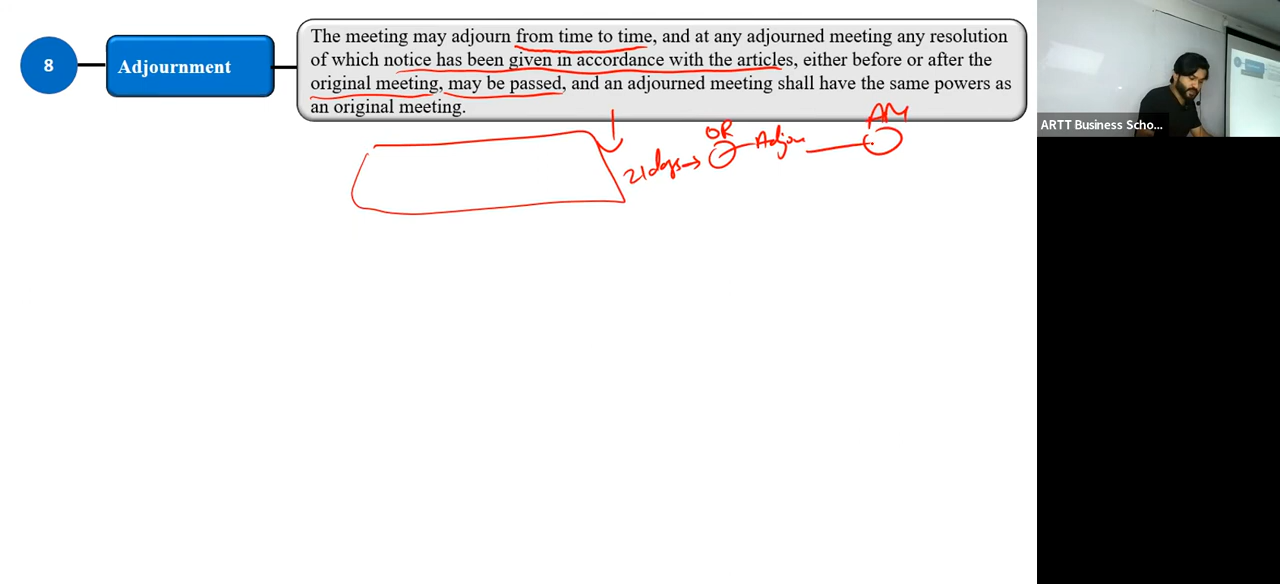 8
Adjournment
The meeting may adjourn from time to time, and at any adjourned meeting any resolution
of which notice has been given in accordance with the articles, either before or after the
original meeting, may be passed, and an adjourned meeting shall have the same powers as
an original meeting.
ARTT Business Scho...
21 days
OR
Adjou
AM